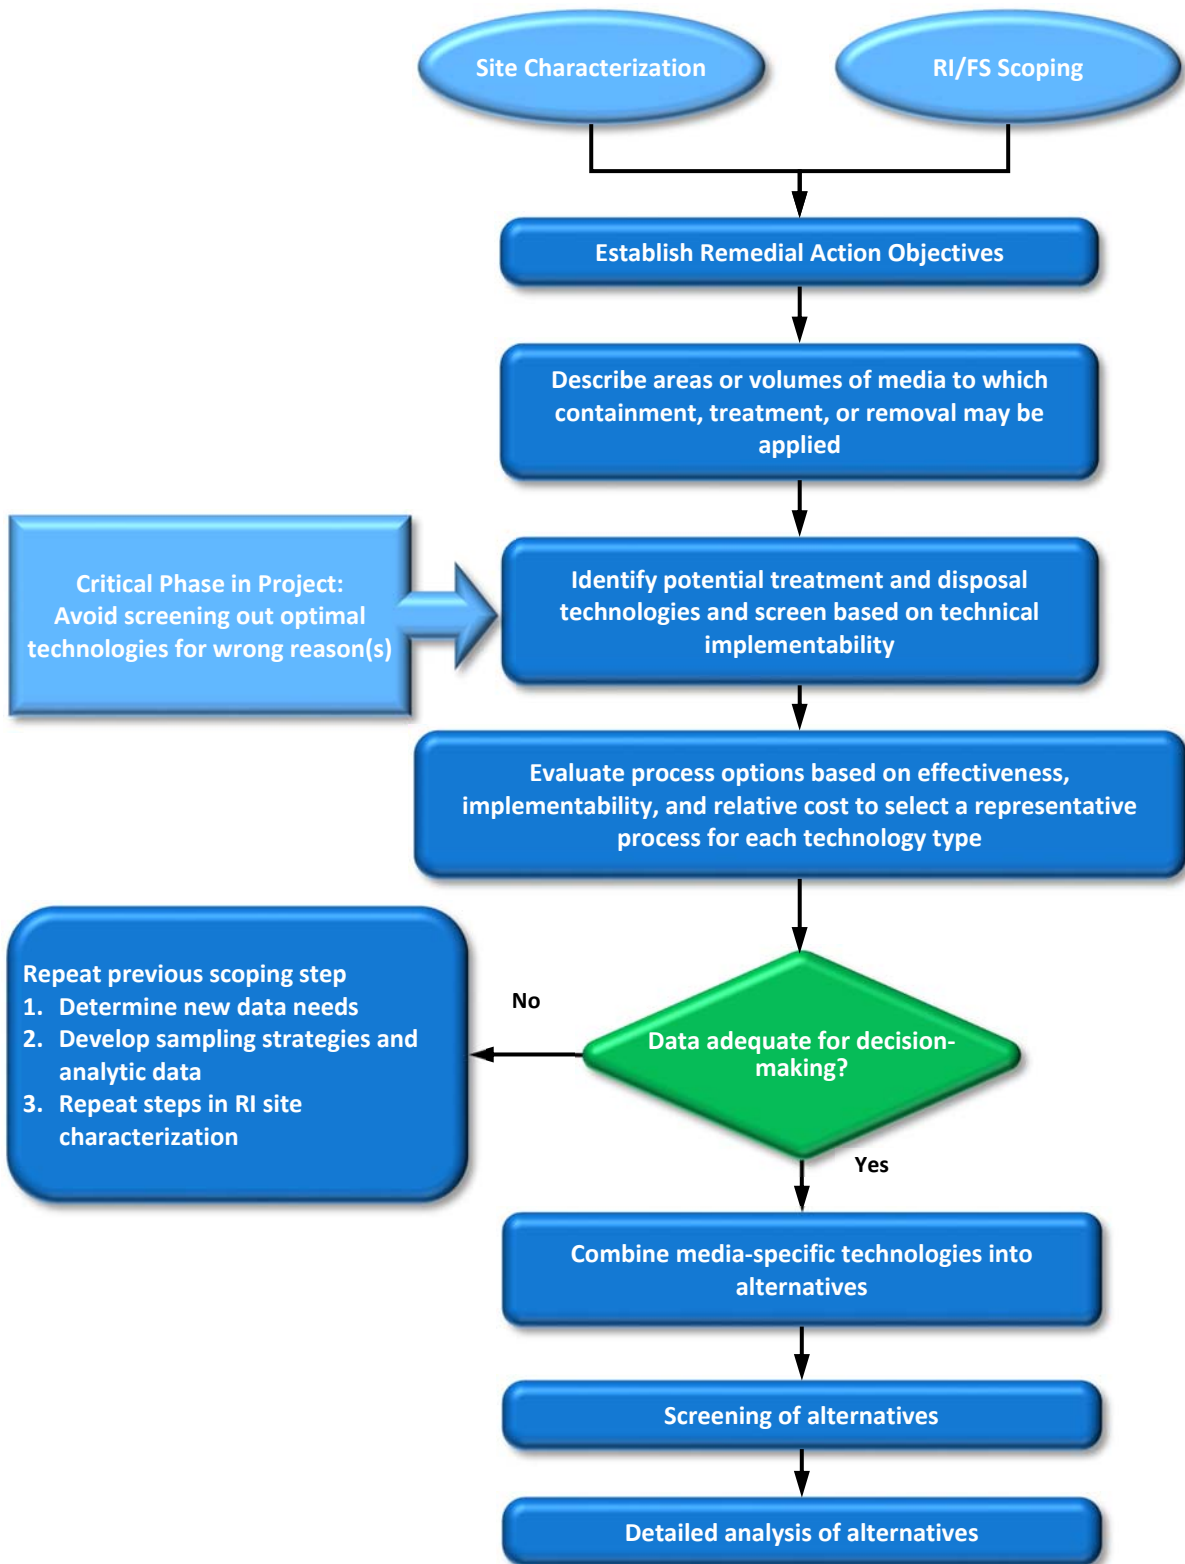 Site Characterization
RI/FS Scoping
Establish Remedial Action Objectives
Describe areas or volumes of media to which
containment, treatment, or removal may be
applied
Critical Phase in Project:
Avoid screening out optimal
technologies for wrong reason(s)
Identify potential treatment and disposal
technologies and screen based on technical
implementability
Evaluate process options based on effectiveness,
implementability, and relative cost to select a representative
process for each technology type
Data adequate for decision-
making?
No
Repeat previous scoping step
1. Determine new data needs
2. Develop sampling strategies and
analytic data
3. Repeat steps in RI site
characterization
Yes
Combine media-specific technologies into
alternatives
Screening of alternatives
Detailed analysis of alternatives